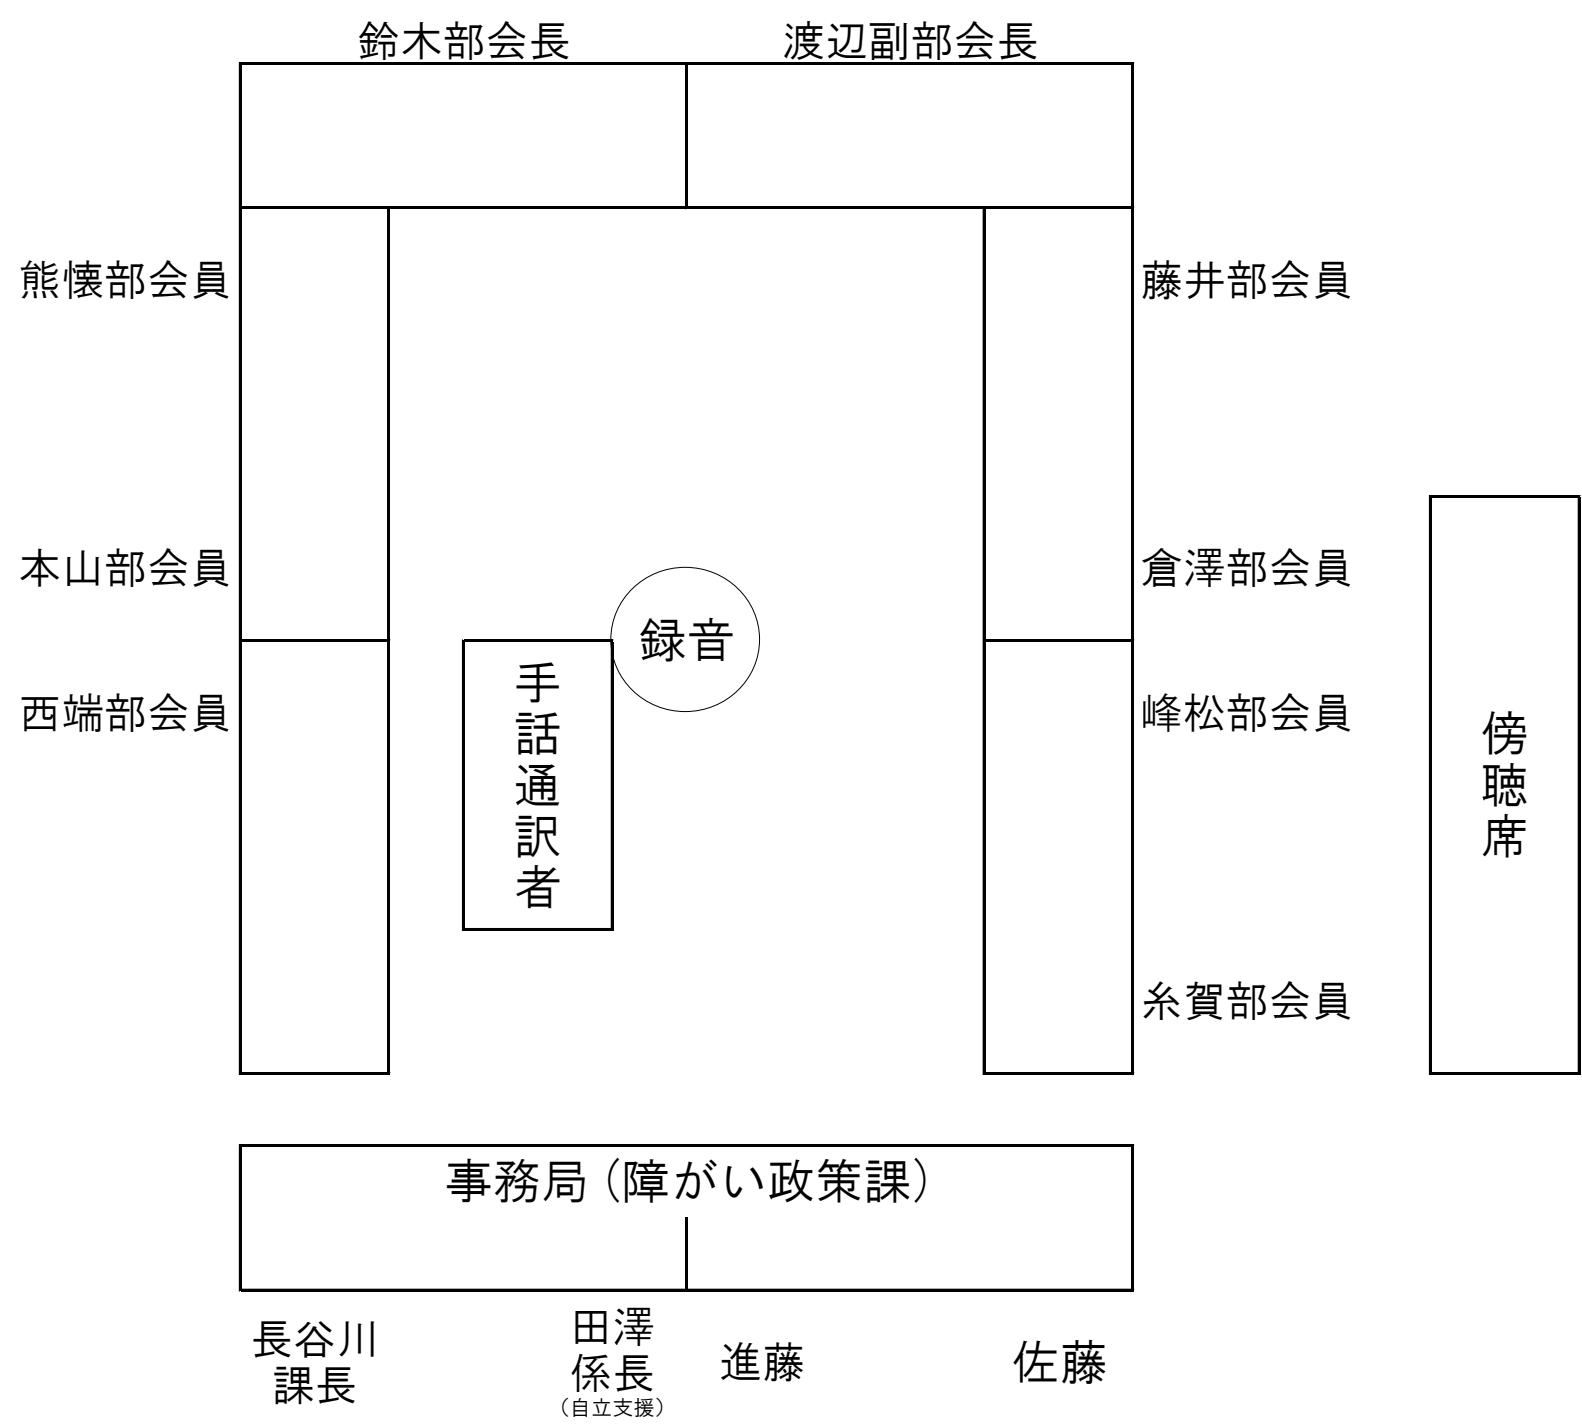 鈴木部会長
渡辺副部会長
熊懐部会員
藤井部会員
本山部会員
倉澤部会員
録音
手話通訳者
西端部会員
峰松部会員
傍聴席
糸賀部会員
事務局（障がい政策課）
長谷川
課長
田澤
係長
（自立支援）
進藤
佐藤